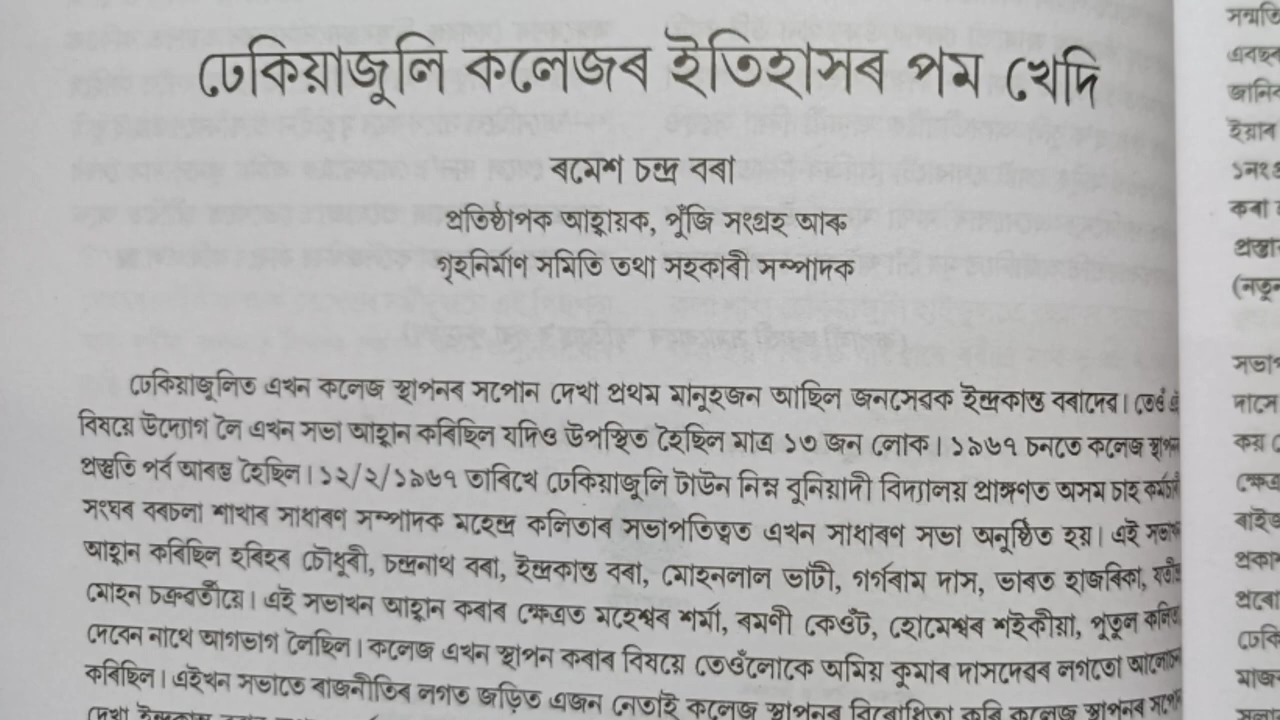 ঢেকিয়াজুলি কলেজৰ ইতিহাসৰ পম খেদি
ৰমেশ চন্দ্ৰ বৰা
প্ৰতিষ্ঠাপক আহ্বায়ক, পুঁজি সংগ্ৰহ আৰু
গৃহনিৰ্মাণ সমিতি তথা সহকাৰী সম্পাদক
ঢেকিয়াজুলিত এখন কলেজ স্থাপনৰ সপোন দেখা প্ৰথম মানুহজন আছিল জনসেৱক ইন্দ্ৰকান্ত বৰাদেৱ। তেওঁ
বিষয়ে উদ্যোগ লৈ এখন সভা আহ্বান কৰিছিল যদিও উপস্থিত হৈছিল মাত্ৰ ১৩ জন লোক। ১৯৬৭ চনতে কলেজ
প্ৰস্তুতি পৰ্ব আৰম্ভ হৈছিল। ১২/২/১৯৬৭ তাৰিখে ঢেকিয়াজুলি টাউন নিম্ন বুনিয়াদী বিদ্যালয় প্ৰাঙ্গণত অসম চাহ
সংঘৰ বৰচলা শাখাৰ সাধাৰণ সম্পাদক মহেন্দ্ৰ কলিতাৰ সভাপতিত্বত এখন সাধাৰণ সভা অনুষ্ঠিত হয়। এই
আহ্বান কৰিছিল হৰিহৰ চৌধুৰী, চন্দ্ৰনাথ বৰা, ইন্দ্ৰকান্ত বৰা, মোহনলাল ভাটী, গৰ্গৰাম দাস, ভাৰত হাজৰিকা,
মোহন চক্ৰৱৰ্তীয়ে। এই সভাখন আহ্বান কৰাৰ ক্ষেত্ৰত মহেশ্বৰ শৰ্মা, ৰমণী কেওঁট, হোমেশ্বৰ শইকীয়া, পুতুল
দেবেন নাথে আগভাগ লৈছিল। কলেজ এখন স্থাপন কৰাৰ বিষয়ে তেওঁলোকে অমিয় কুমাৰ দাসদেৱৰ লগতো
কৰিছিল। এইখন সভাতে ৰাজনীতিৰ লগত জড়িত এজন নেতাই কলেজ স্থাপনৰ বিৰোধিতা কৰি কলেজ স্থাপনৰ
দেখা
এবছৰ
ইয়াৰ
কৰা
দাসে
কয়